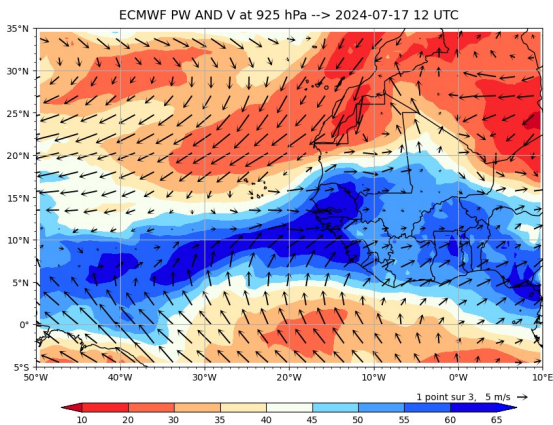 ECMWF PW AND V at 925 hPa --> 2024-07-17 12 UTC
35°N
35°N
30°N
25°N
20°N
15°N
10°N
5°N
0°
5°S
50°W 40°W 30°W 20°W 10°W 0°W 10°E
1 point sur 3, 5 m/s
10 20 30 35 40 45 50 55 60 65